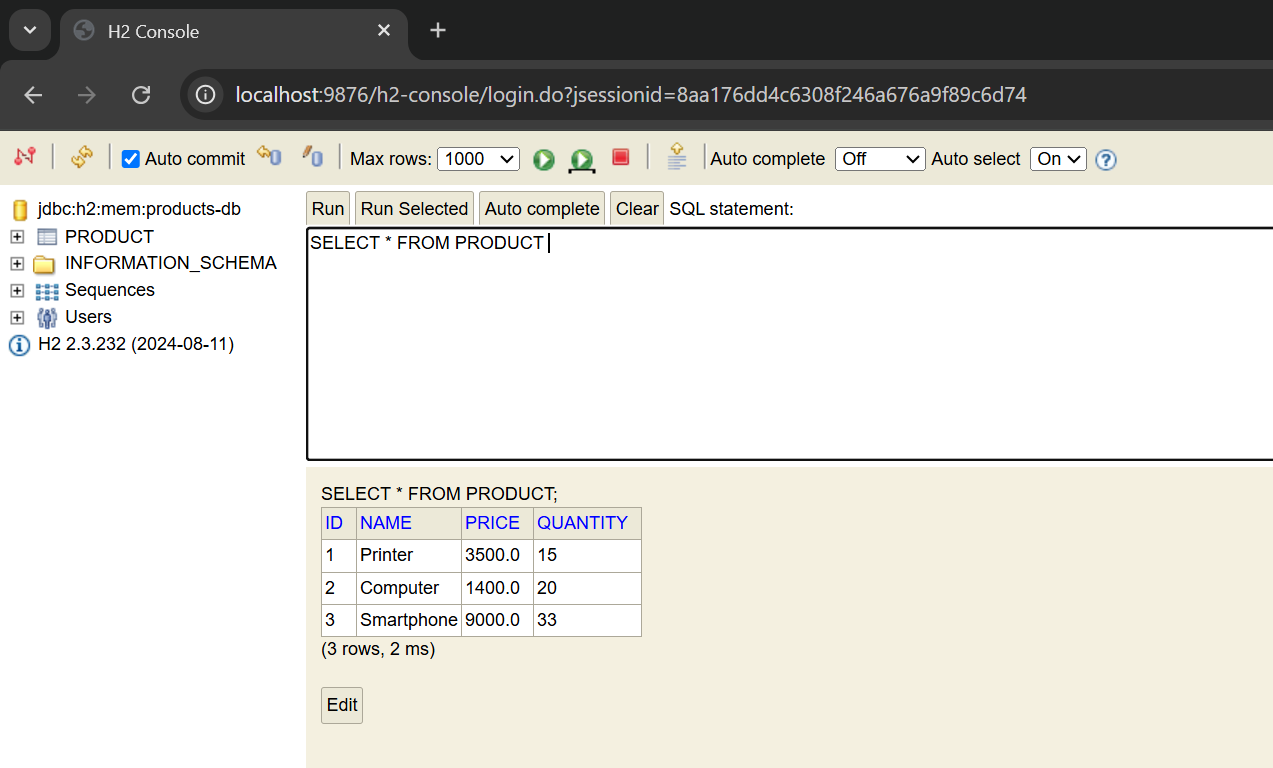 H2 Console
localhost:9876/h2-console/login.do?jsessionid=8aa176dd4c6308f246a676a9f89c6d74
Auto commit Max rows: 1000 Auto complete Off Auto select On ?
jdbc:h2:mem:products-db
PRODUCT
INFORMATION_SCHEMA
Sequences
Users
H2 2.3.232 (2024-08-11)
Run Run Selected Auto complete Clear SQL statement:
SELECT * FROM PRODUCT
SELECT * FROM PRODUCT;
ID NAME PRICE QUANTITY
1 Printer 3500.0 15
2 Computer 1400.0 20
3 Smartphone 9000.0 33
(3 rows, 2 ms)
Edit